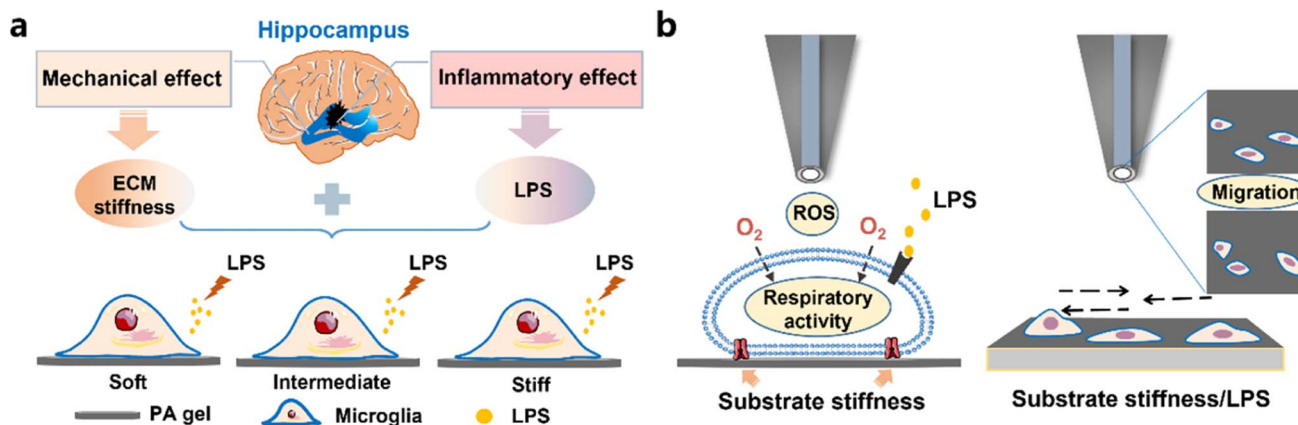 a
Hippocampus
Mechanical effect
Inflammatory effect
ECM
stiffness
LPS
LPS
LPS
LPS
Soft
Intermediate
Stiff
PA gel
Microglia
LPS
b
ROS
LPS
O₂
O₂
Respiratory
activity
Substrate stiffness
Migration
Substrate stiffness/LPS